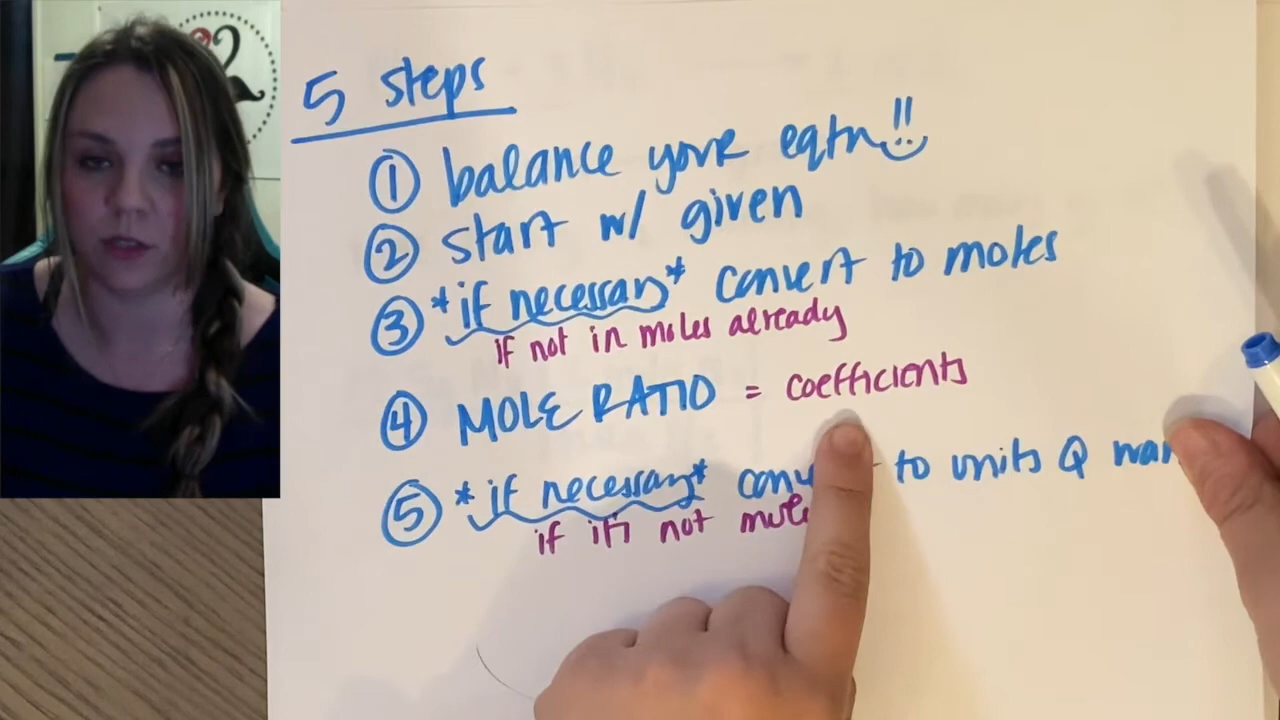 5 steps
① balance your eqtn!!
② start w/ given
③ *if necessary* convert to moles
if not in moles already
④ MOLE RATIO = coefficients
⑤ *if necessary* to units Q
if it's not
2